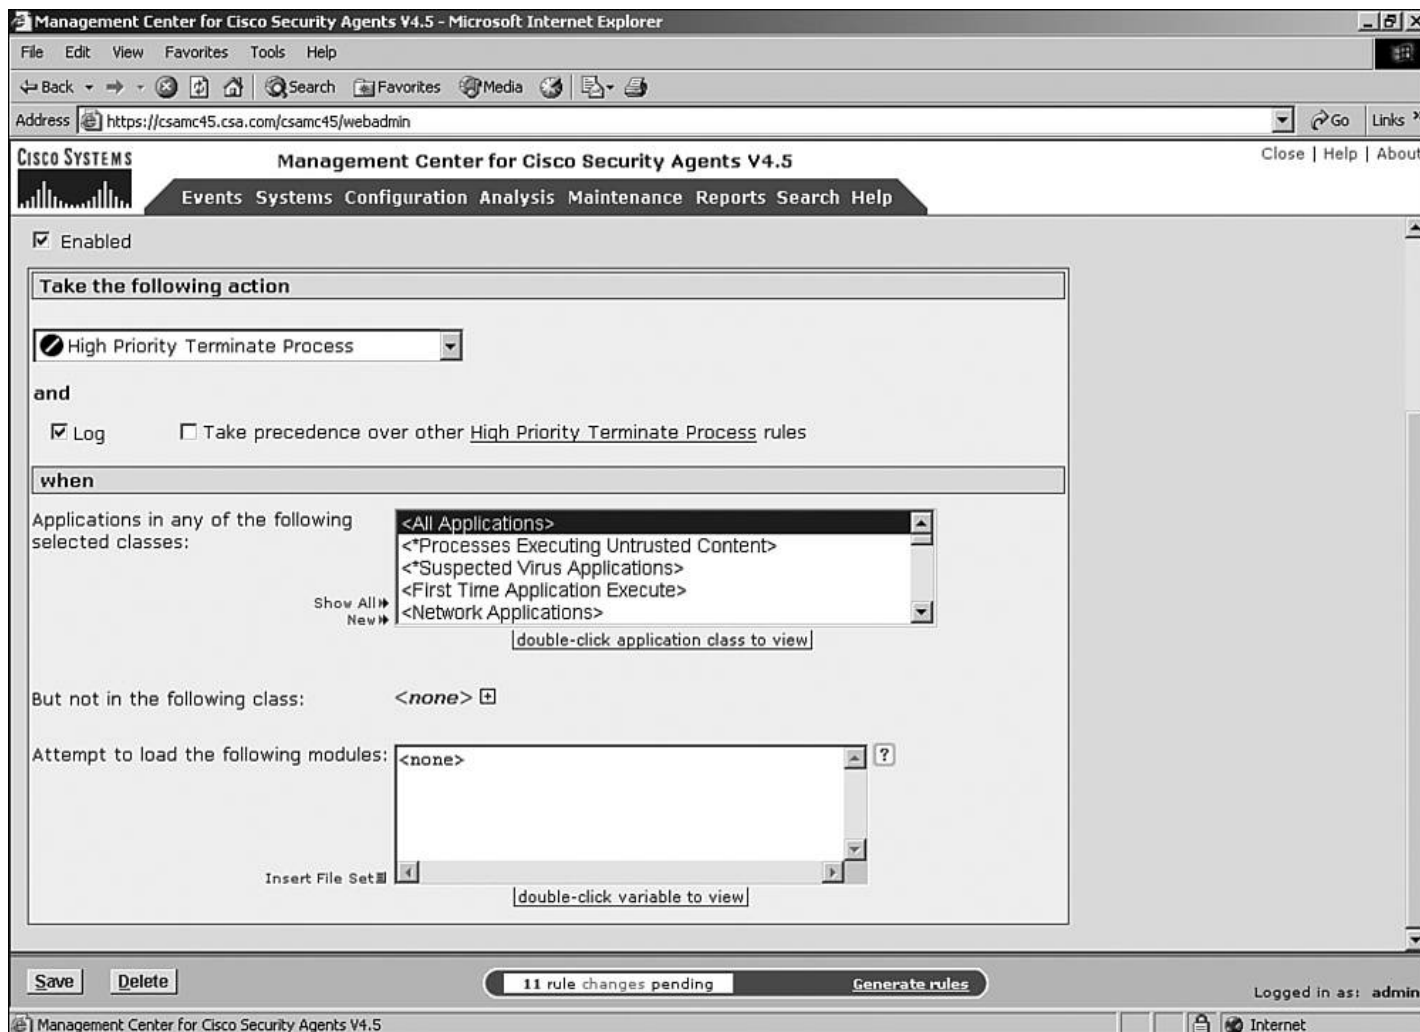 Management Center for Cisco Security Agents V4.5 - Microsoft Internet Explorer
File Edit View Favorites Tools Help
Back Search Favorites Media
Address https://csamc45.csa.com/csamc45/webadmin Go Links »
CISCO SYSTEMS
Management Center for Cisco Security Agents V4.5
Close | Help | About
Events Systems Configuration Analysis Maintenance Reports Search Help
Enabled
Take the following action
High Priority Terminate Process
and
Log Take precedence over other High Priority Terminate Process rules
when
Applications in any of the following
selected classes:
<All Applications>
<*Processes Executing Untrusted Content>
<*Suspected Virus Applications>
<First Time Application Execute>
<Network Applications>
Show All
New
double-click application class to view
But not in the following class: <none>
Attempt to load the following modules: <none> ?
Insert File Set
double-click variable to view
Save Delete 11 rule changes pending Generate rules
Logged in as: admin
Management Center for Cisco Security Agents V4.5 Internet